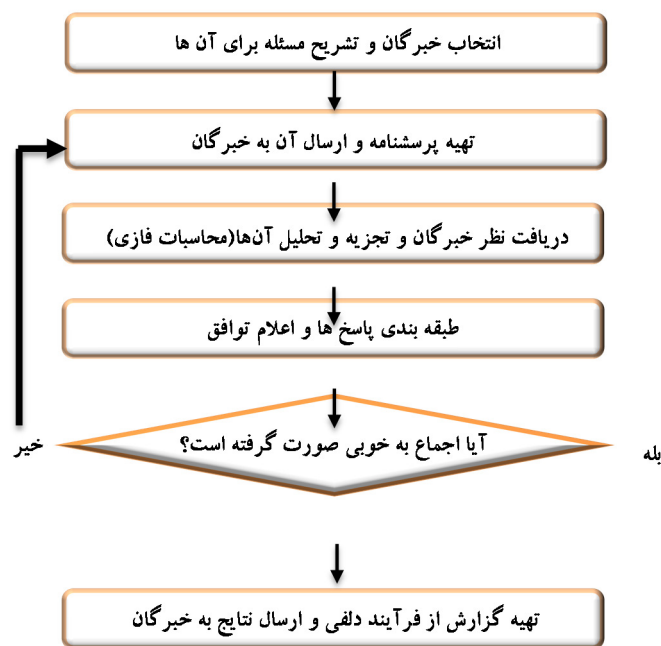 انتخاب خبرگان و تشریح مسئله برای آن ها
تهیه پرسشنامه و ارسال آن به خبرگان
دریافت نظر خبرگان و تجزیه و تحلیل آن‌ها(محاسبات فازی)
طبقه بندی پاسخ ها و اعلام توافق
آیا اجماع به خوبی صورت گرفته است؟
خیر
بله
تهیه گزارش از فرآیند دلفی و ارسال نتایج به خبرگان